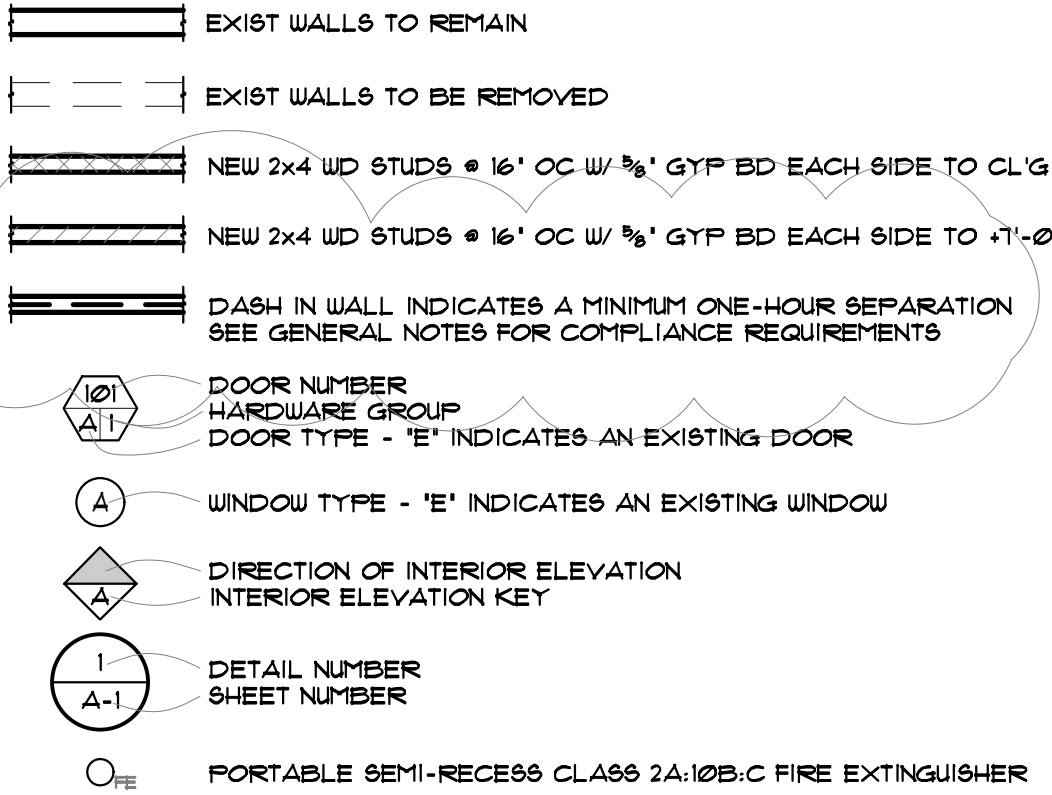 EXIST WALLS TO REMAIN
EXIST WALLS TO BE REMOVED
NEW 2x4 WD STUDS @ 16" OC W/ 5/8" GYP BD EACH SIDE TO CL'G
NEW 2x4 WD STUDS @ 16" OC W/ 5/8" GYP BD EACH SIDE TO +7'-0
DASH IN WALL INDICATES A MINIMUM ONE-HOUR SEPARATION
SEE GENERAL NOTES FOR COMPLIANCE REQUIREMENTS
101
A 1
DOOR NUMBER
HARDWARE GROUP
DOOR TYPE - "E" INDICATES AN EXISTING DOOR
A
WINDOW TYPE - "E" INDICATES AN EXISTING WINDOW
A
DIRECTION OF INTERIOR ELEVATION
INTERIOR ELEVATION KEY
1
A-1
DETAIL NUMBER
SHEET NUMBER
FE
PORTABLE SEMI-RECESS CLASS 2A:10B:C FIRE EXTINGUISHER